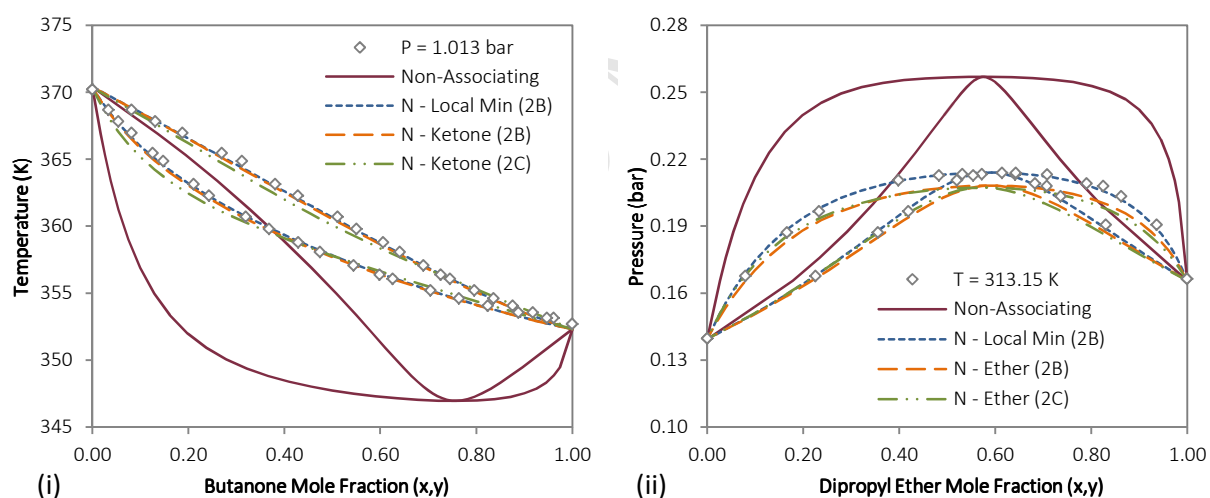 375
370
365
360
355
350
345
Temperature (K)
P = 1.013 bar
Non-Associating
N - Local Min (2B)
N - Ketone (2B)
N - Ketone (2C)
0.00 0.20 0.40 0.60 0.80 1.00
Butanone Mole Fraction (x,y)
(i)
0.28
0.25
0.22
0.19
0.16
0.13
0.10
Pressure (bar)
T = 313.15 K
Non-Associating
N - Local Min (2B)
N - Ether (2B)
N - Ether (2C)
0.00 0.20 0.40 0.60 0.80 1.00
Dipropyl Ether Mole Fraction (x,y)
(ii)